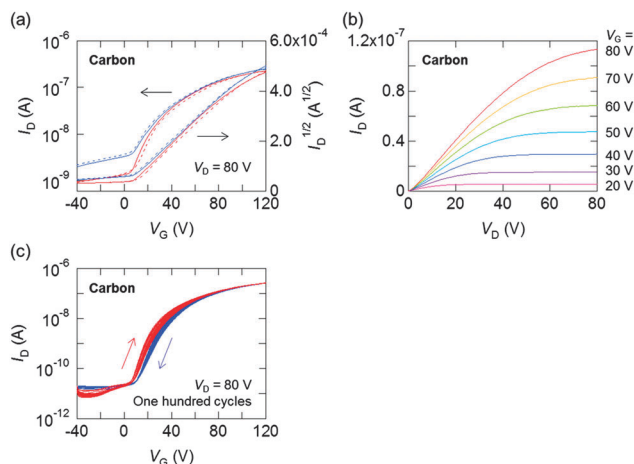 (a)
Carbon
10⁻⁶
10⁻⁷
10⁻⁸
10⁻⁹
I_D (A)
6.0×10⁻⁴
4.0
2.0
0
I_D^1/2 (A^1/2)
V_D = 80 V
-40 0 40 80 120
V_G (V)
(b)
1.2x10⁻⁷
0.8
0.4
0
I_D (A)
Carbon
V_G =
80 V
70 V
60 V
50 V
40 V
30 V
20 V
0 20 40 60 80
V_D (V)
(c)
Carbon
10⁻⁶
10⁻⁸
10⁻¹⁰
10⁻¹²
I_D (A)
V_D = 80 V
One hundred cycles
-40 0 40 80 120
V_G (V)